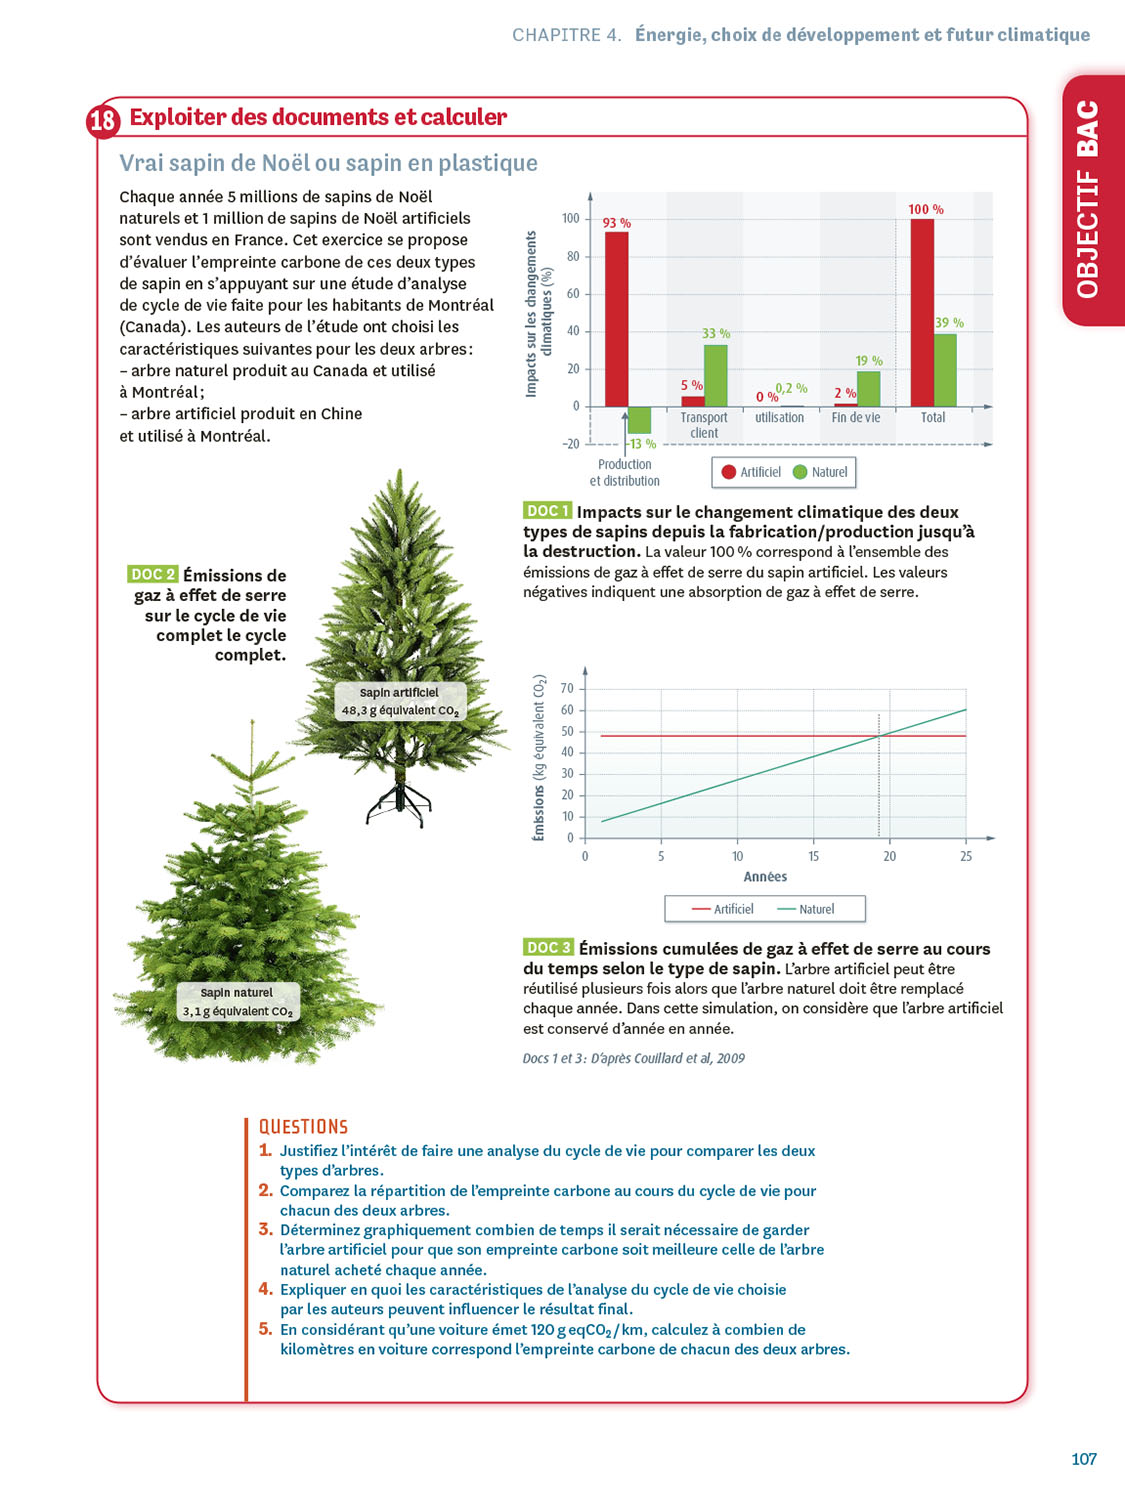 CHAPITRE 4. Énergie, choix de développement et futur climatique
OBJECTIF BAC
18 Exploiter des documents et calculer
Vrai sapin de Noël ou sapin en plastique
Chaque année 5 millions de sapins de Noël
naturels et 1 million de sapins de Noël artificiels
sont vendus en France. Cet exercice se propose
d'évaluer l'empreinte carbone de ces deux types
de sapin en s'appuyant sur une étude d'analyse
de cycle de vie faite pour les habitants de Montréal
(Canada). Les auteurs de l'étude ont choisi les
caractéristiques suivantes pour les deux arbres :
– arbre naturel produit au Canada et utilisé
à Montréal ;
– arbre artificiel produit en Chine
et utilisé à Montréal.
Impacts sur les changements
climatiques (%)
100
80
60
40
20
0
–20
93 %
–13 %
5 %
33 %
0 %
0,2 %
2 %
19 %
100 %
39 %
Production
et distribution
Transport
client
utilisation
Fin de vie
Total
Artificiel
Naturel
DOC 1 Impacts sur le changement climatique des deux
types de sapins depuis la fabrication/production jusqu'à
la destruction. La valeur 100 % correspond à l'ensemble des
émissions de gaz à effet de serre du sapin artificiel. Les valeurs
négatives indiquent une absorption de gaz à effet de serre.
DOC 2 Émissions de
gaz à effet de serre
sur le cycle de vie
complet le cycle
complet.
Sapin artificiel
48,3 g équivalent CO₂
Sapin naturel
3,1 g équivalent CO₂
Émissions (kg équivalent CO₂)
70
60
50
40
30
20
10
0
0
5
10
15
20
25
Années
Artificiel
Naturel
DOC 3 Émissions cumulées de gaz à effet de serre au cours
du temps selon le type de sapin. L'arbre artificiel peut être
réutilisé plusieurs fois alors que l'arbre naturel doit être remplacé
chaque année. Dans cette simulation, on considère que l'arbre artificiel
est conservé d'année en année.
Docs 1 et 3 : D'après Couillard et al, 2009
QUESTIONS
1. Justifiez l'intérêt de faire une analyse du cycle de vie pour comparer les deux
types d'arbres.
2. Comparez la répartition de l'empreinte carbone au cours du cycle de vie pour
chacun des deux arbres.
3. Déterminez graphiquement combien de temps il serait nécessaire de garder
l'arbre artificiel pour que son empreinte carbone soit meilleure celle de l'arbre
naturel acheté chaque année.
4. Expliquer en quoi les caractéristiques de l'analyse du cycle de vie choisie
par les auteurs peuvent influencer le résultat final.
5. En considérant qu'une voiture émet 120 g eqCO₂/km, calculez à combien de
kilomètres en voiture correspond l'empreinte carbone de chacun des deux arbres.
107